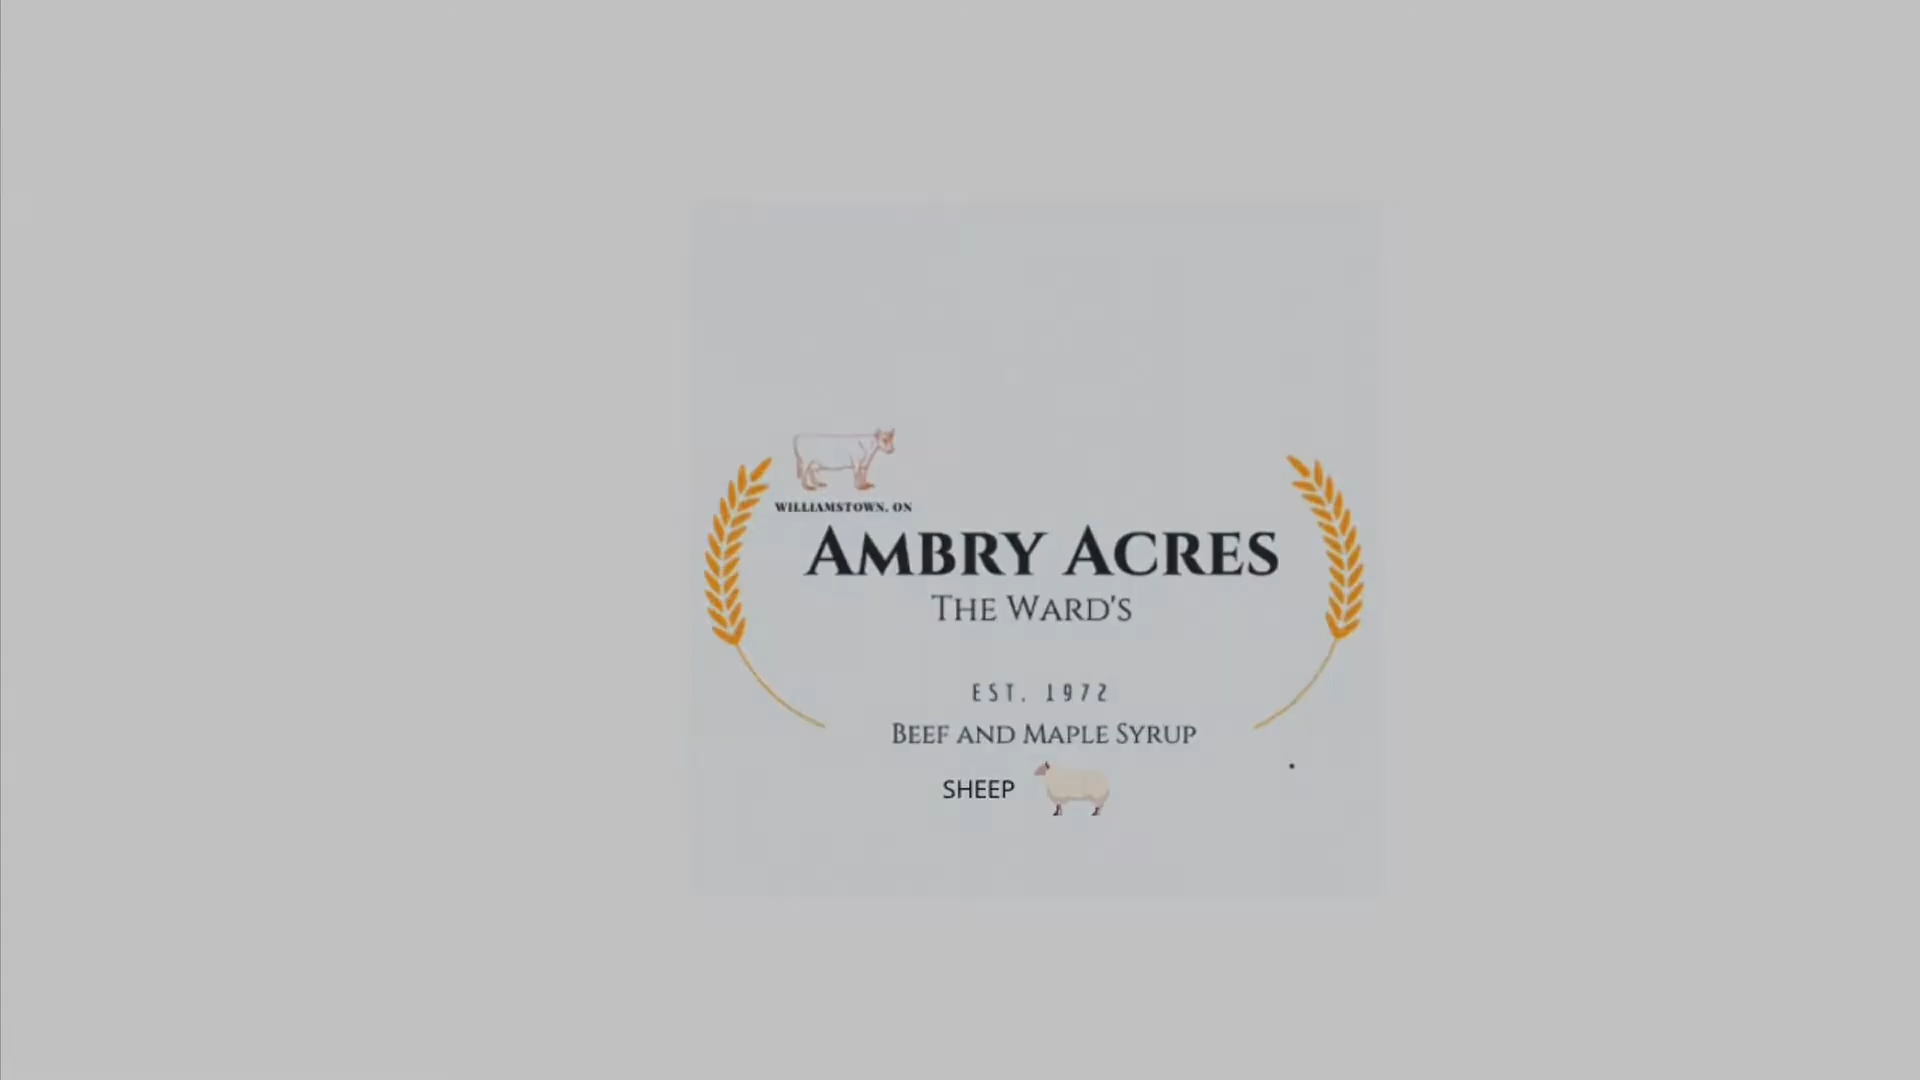 WILLIAMSTOWN, ON
AMBRY ACRES
THE WARD'S
EST. 1972
BEEF AND MAPLE SYRUP
SHEEP